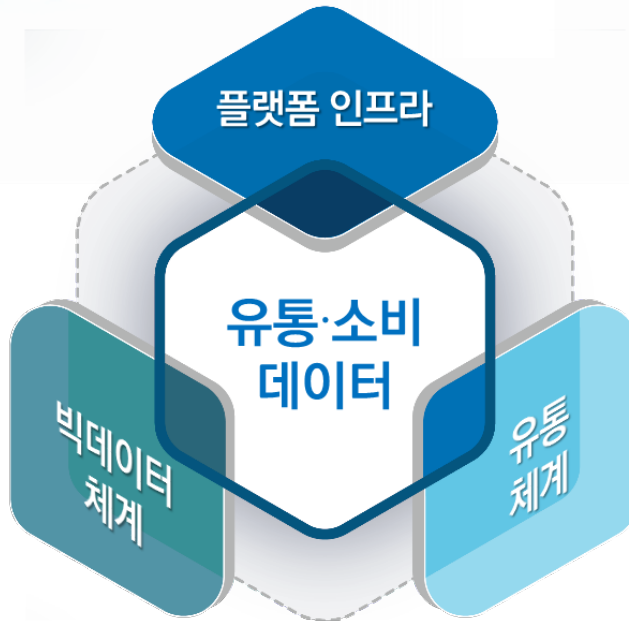 플랫폼 인프라
유통·소비
데이터
빅데이터
체계
유통
체계